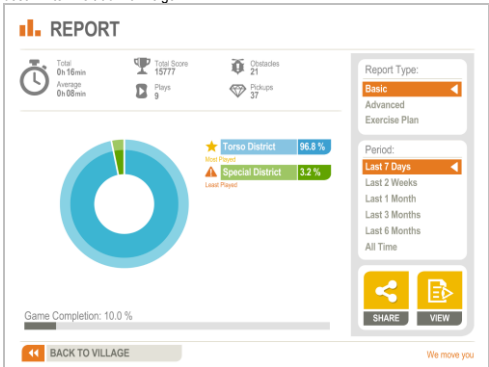 REPORT
Total
0h 16min
Average
0h 08min
Total Score
15777
Plays
9
Obstacles
21
Pickups
37
Torso District 96.8 %
Most Played
Special District 3.2 %
Least Played
Game Completion: 10.0 %
BACK TO VILLAGE
Report Type:
Basic
Advanced
Exercise Plan
Period:
Last 7 Days
Last 2 Weeks
Last 1 Month
Last 3 Months
Last 6 Months
All Time
SHARE
VIEW
We move you